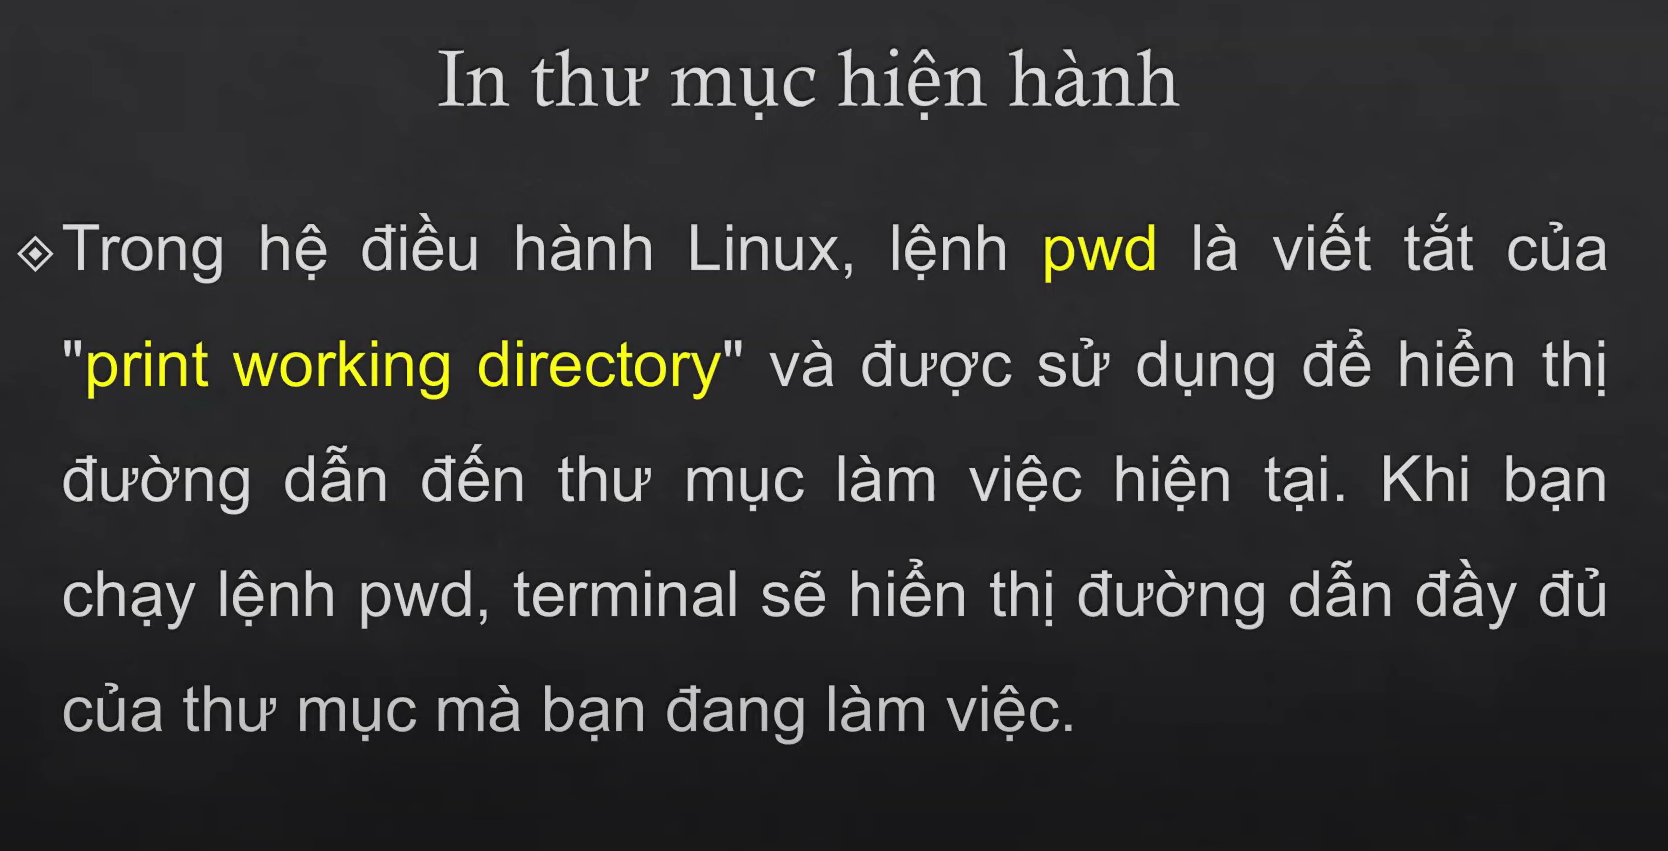 In thư mục hiện hành
Trong hệ điều hành Linux, lệnh pwd là viết tắt của
"print working directory" và được sử dụng để hiển thị
đường dẫn đến thư mục làm việc hiện tại. Khi bạn
chạy lệnh pwd, terminal sẽ hiển thị đường dẫn đầy đủ
của thư mục mà bạn đang làm việc.